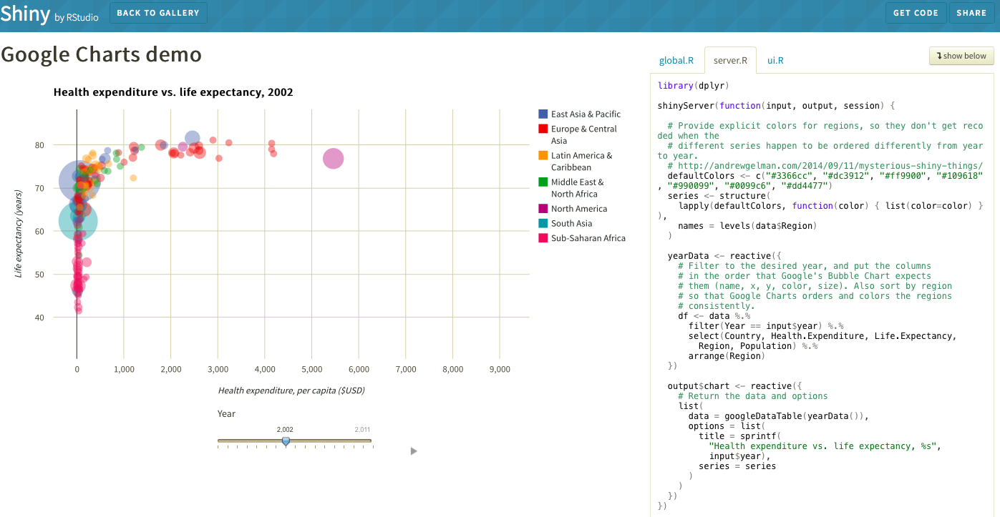 Shiny by RStudio BACK TO GALLERY GET CODE SHARE
Google Charts demo
Health expenditure vs. life expectancy, 2002
80
70
60
50
40
Life expectancy (years)
0 1,000 2,000 3,000 4,000 5,000 6,000 7,000 8,000 9,000
Health expenditure, per capita ($USD)
East Asia & Pacific
Europe & Central
Asia
Latin America &
Caribbean
Middle East &
North Africa
North America
South Asia
Sub-Saharan Africa
Year
2,002 2,011
global.R server.R ui.R show below
library(dplyr)
shinyServer(function(input, output, session) {
  # Provide explicit colors for regions, so they don't get reco
ded when the
  # different series happen to be ordered differently from year
to year.
  # http://andrewgelman.com/2014/09/11/mysterious-shiny-things/
  defaultColors <- c("#3366cc", "#dc3912", "#ff9900", "#109618"
, "#990099", "#0099c6", "#dd4477")
  series <- structure(
    lapply(defaultColors, function(color) { list(color=color) }
),
    names = levels(data$Region)
  )
  yearData <- reactive({
    # Filter to the desired year, and put the columns
    # in the order that Google's Bubble Chart expects
    # them (name, x, y, color, size). Also sort by region
    # so that Google Charts orders and colors the regions
    # consistently.
    df <- data %.%
      filter(Year == input$year) %.%
      select(Country, Health.Expenditure, Life.Expectancy,
        Region, Population) %.%
      arrange(Region)
  })
  output$chart <- reactive({
    # Return the data and options
    list(
      data = googleDataTable(yearData()),
      options = list(
        title = sprintf(
          "Health expenditure vs. life expectancy, %s",
          input$year),
        series = series
      )
    )
  })
})